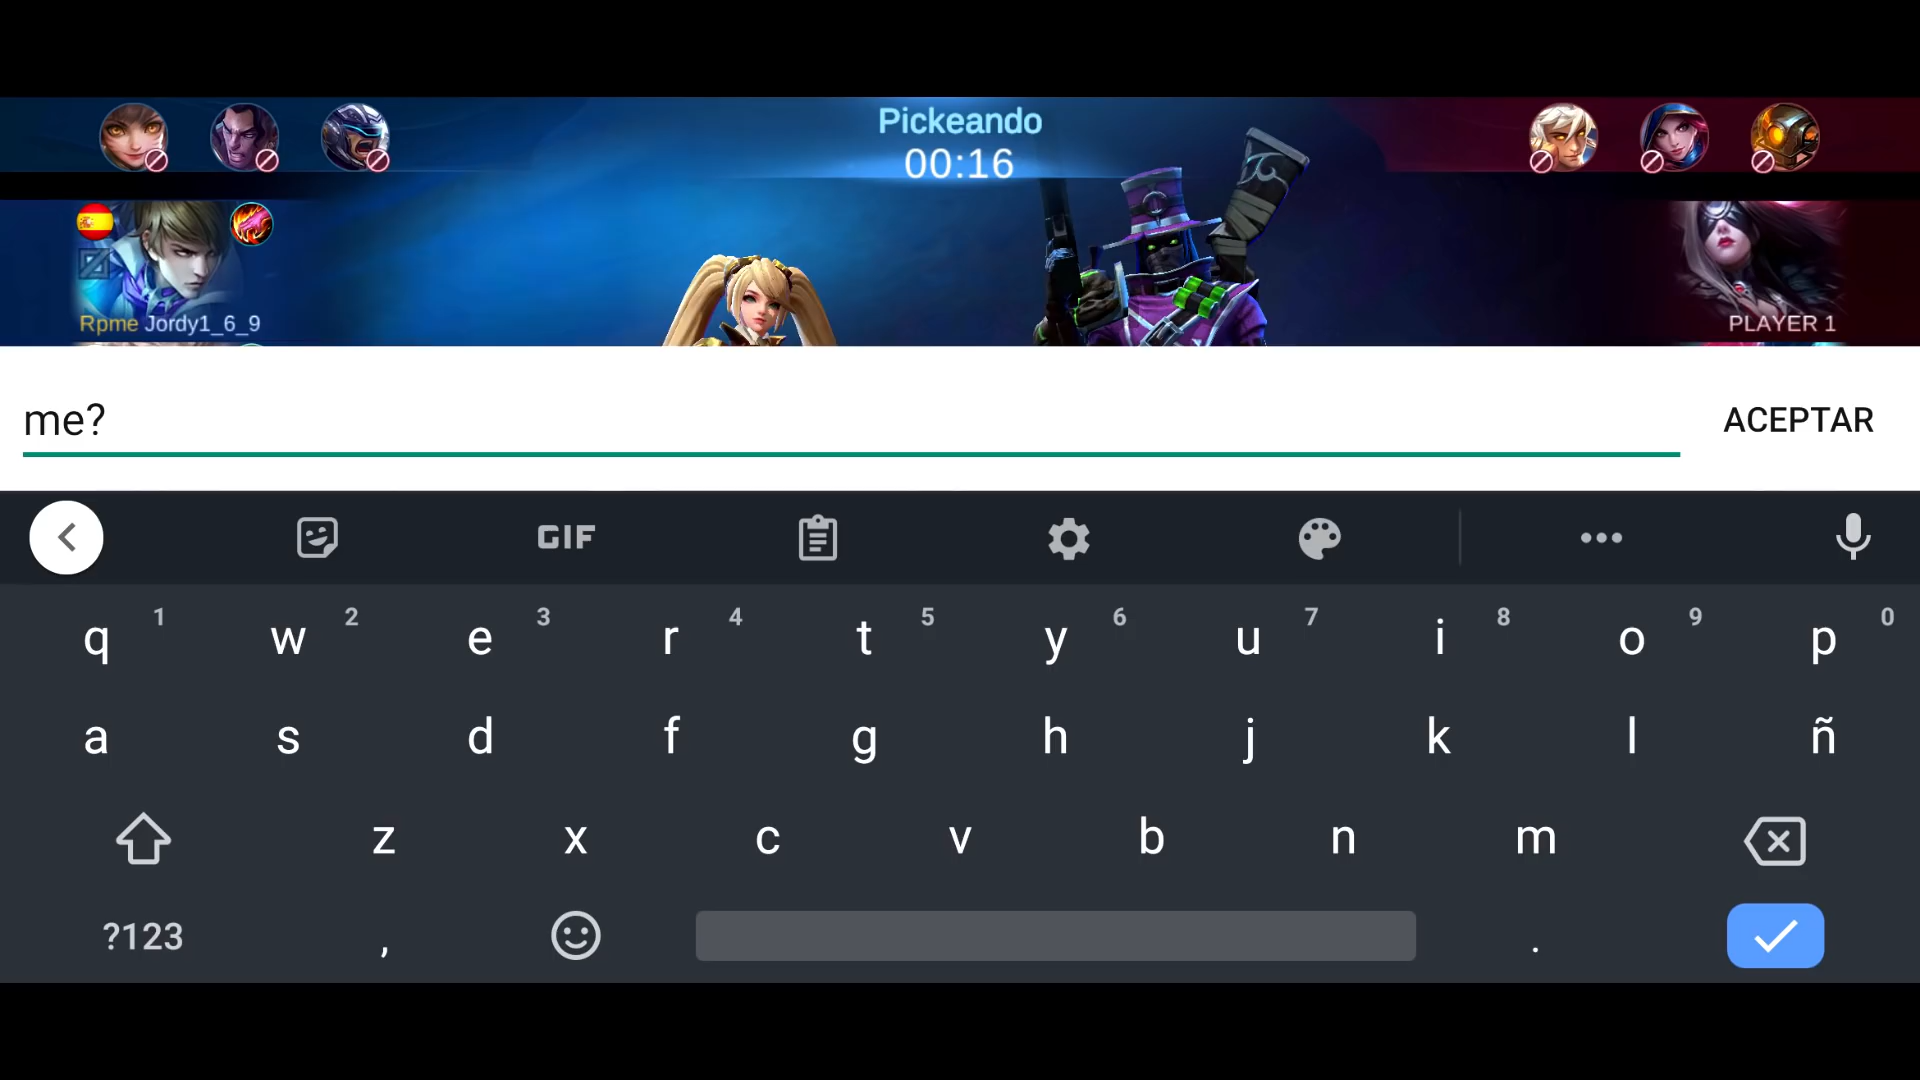 Pickeando
00:16
Rpme Jordy1_6_9
PLAYER 1
me?
ACEPTAR
GIF
q 1 w 2 e 3 r 4 t 5 y 6 u 7 i 8 o 9 p 0
a s d f g h j k l ñ
z x c v b n m
?123 , .